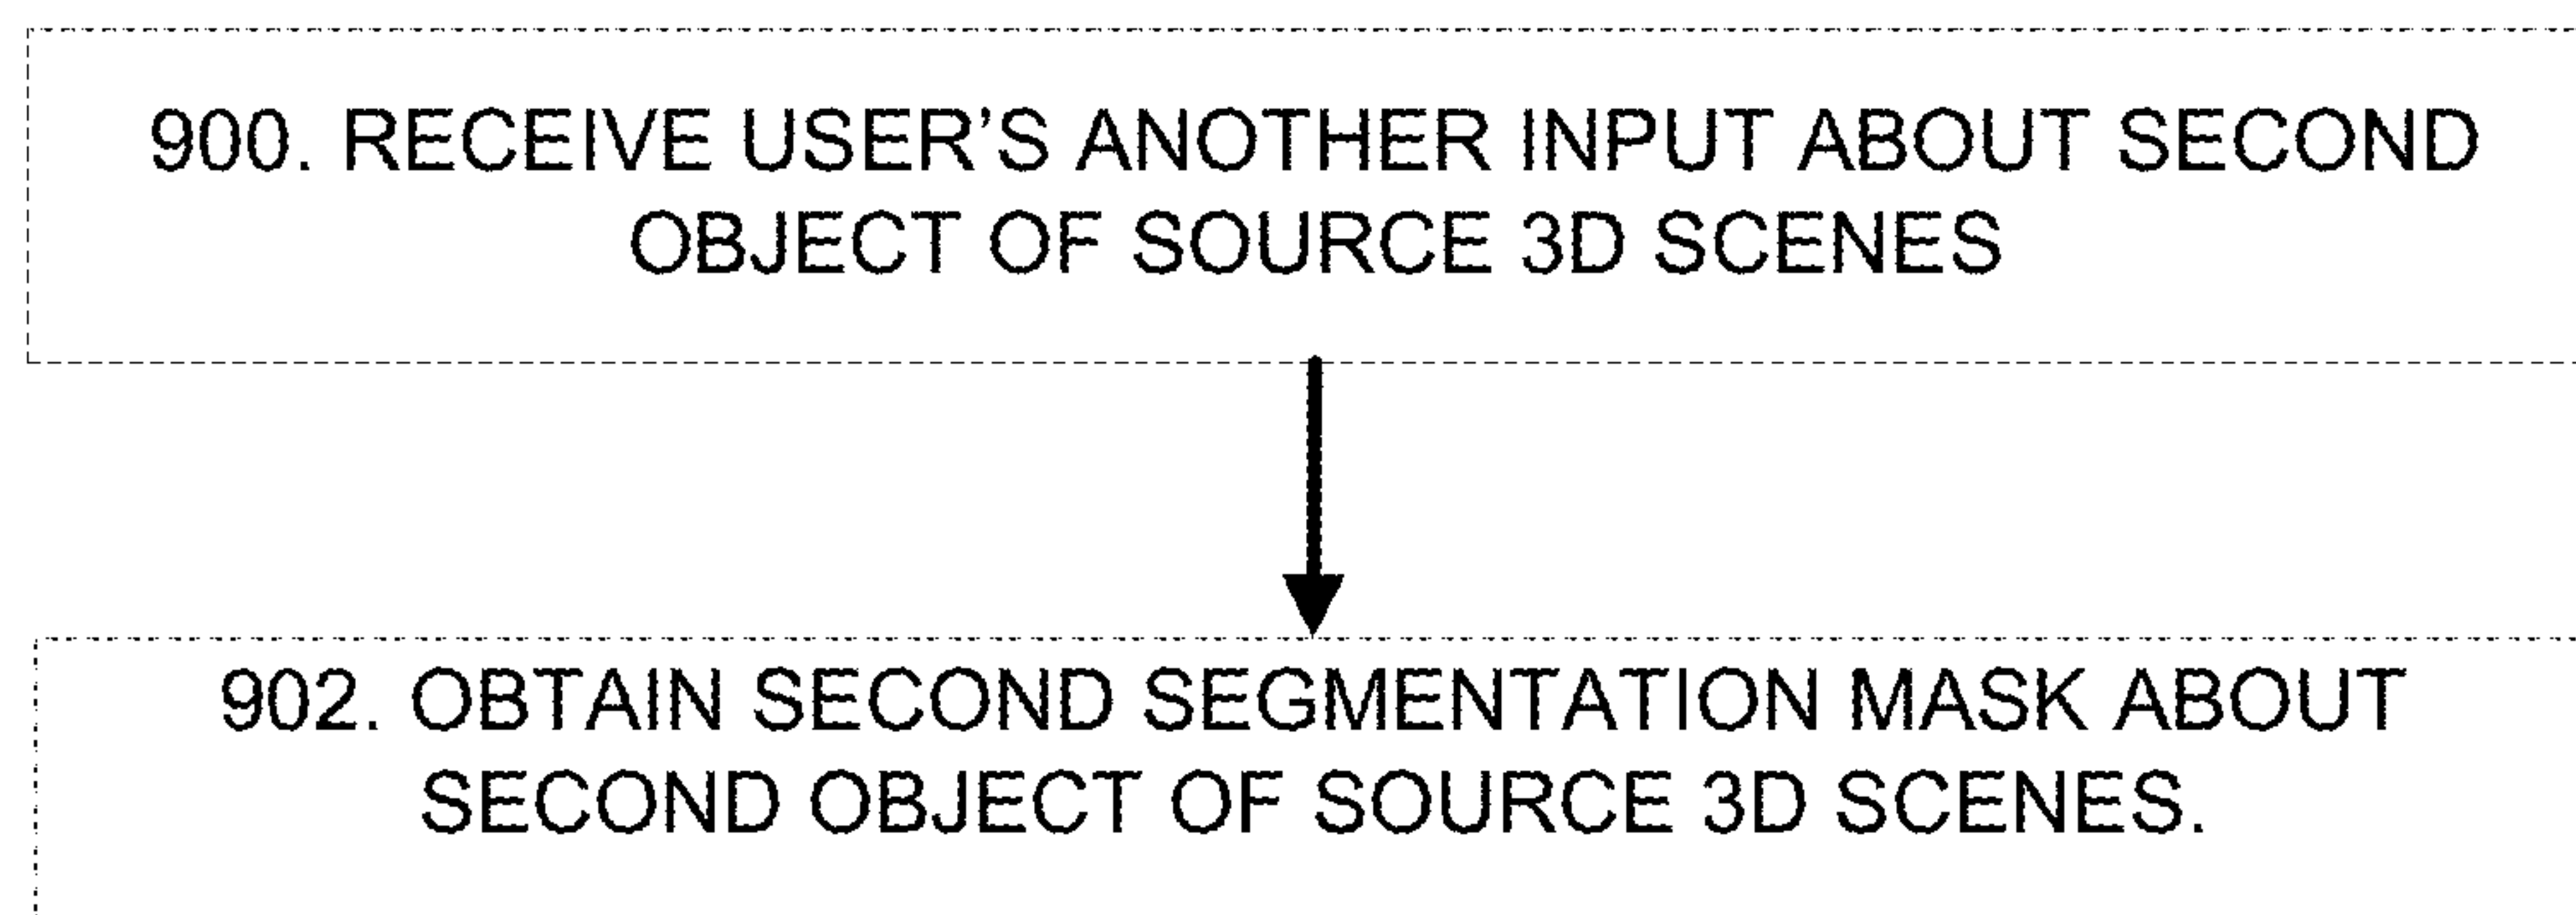 900. RECEIVE USER’S ANOTHER INPUT ABOUT SECOND
OBJECT OF SOURCE 3D SCENES
902. OBTAIN SECOND SEGMENTATION MASK ABOUT
SECOND OBJECT OF SOURCE 3D SCENES.